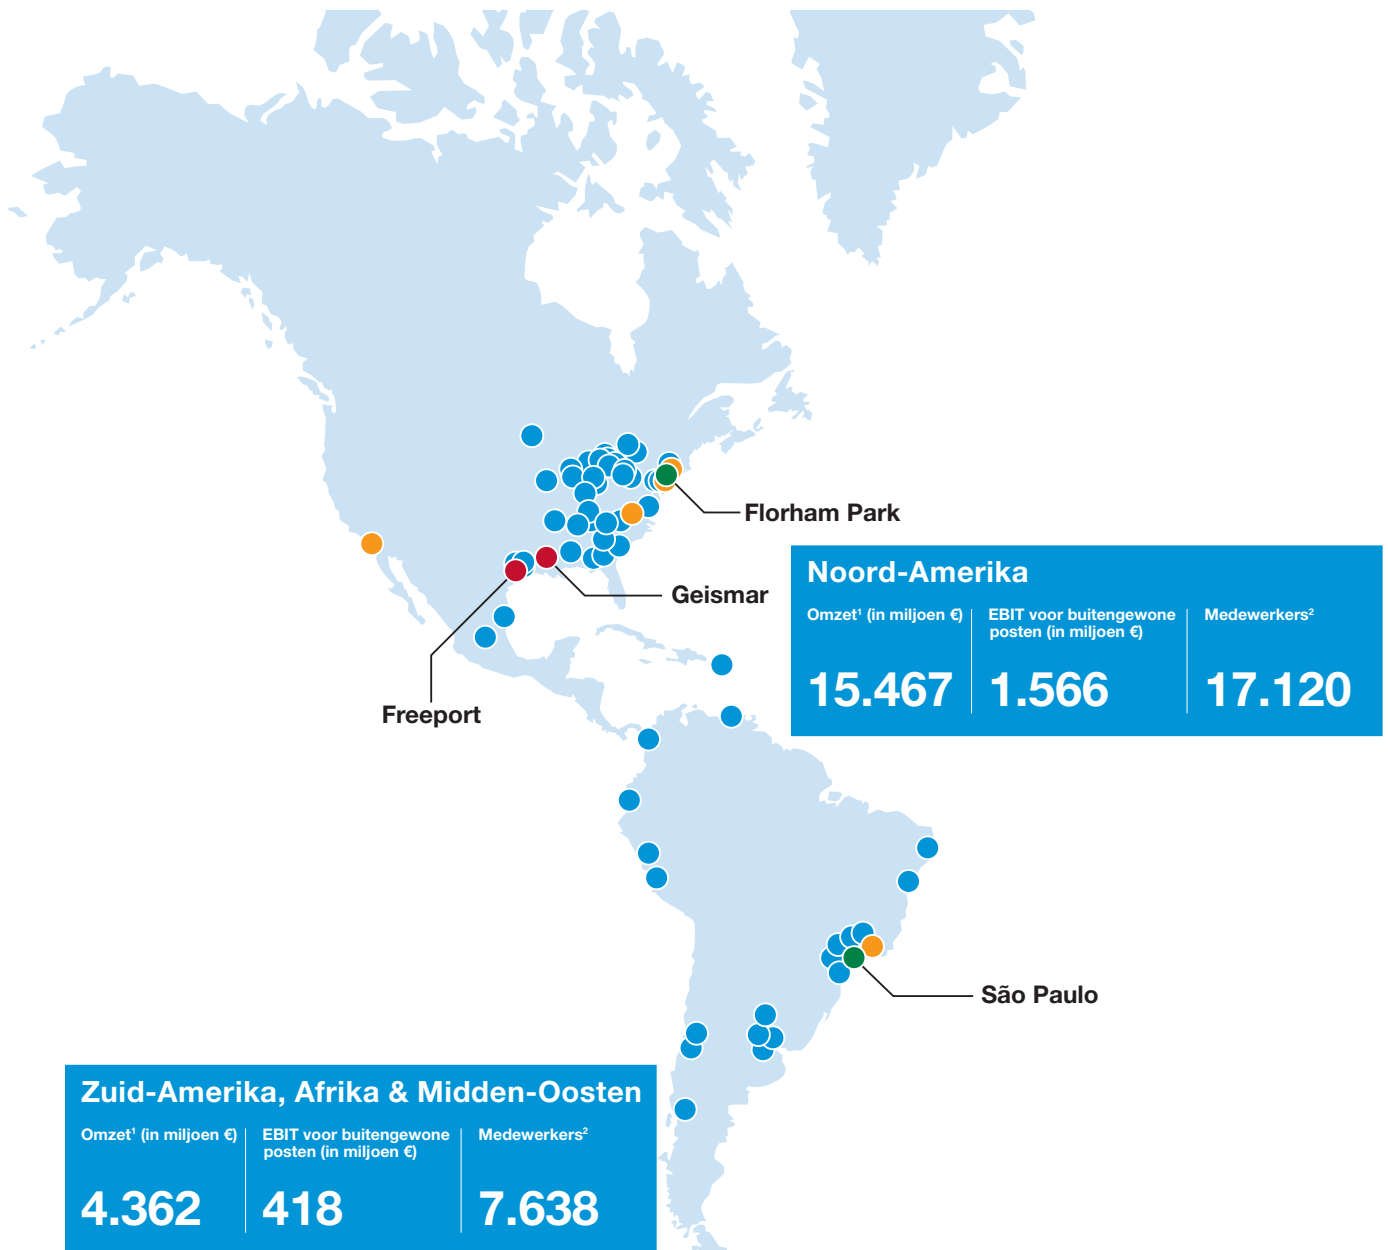 Florham Park
Noord-Amerika
Omzet¹ (in miljoen €)
EBIT voor buitengewone
posten (in miljoen €)
Medewerkers²
15.467
1.566
17.120
Geismar
Freeport
São Paulo
Zuid-Amerika, Afrika & Midden-Oosten
Omzet¹ (in miljoen €)
EBIT voor buitengewone
posten (in miljoen €)
Medewerkers²
4.362
418
7.638